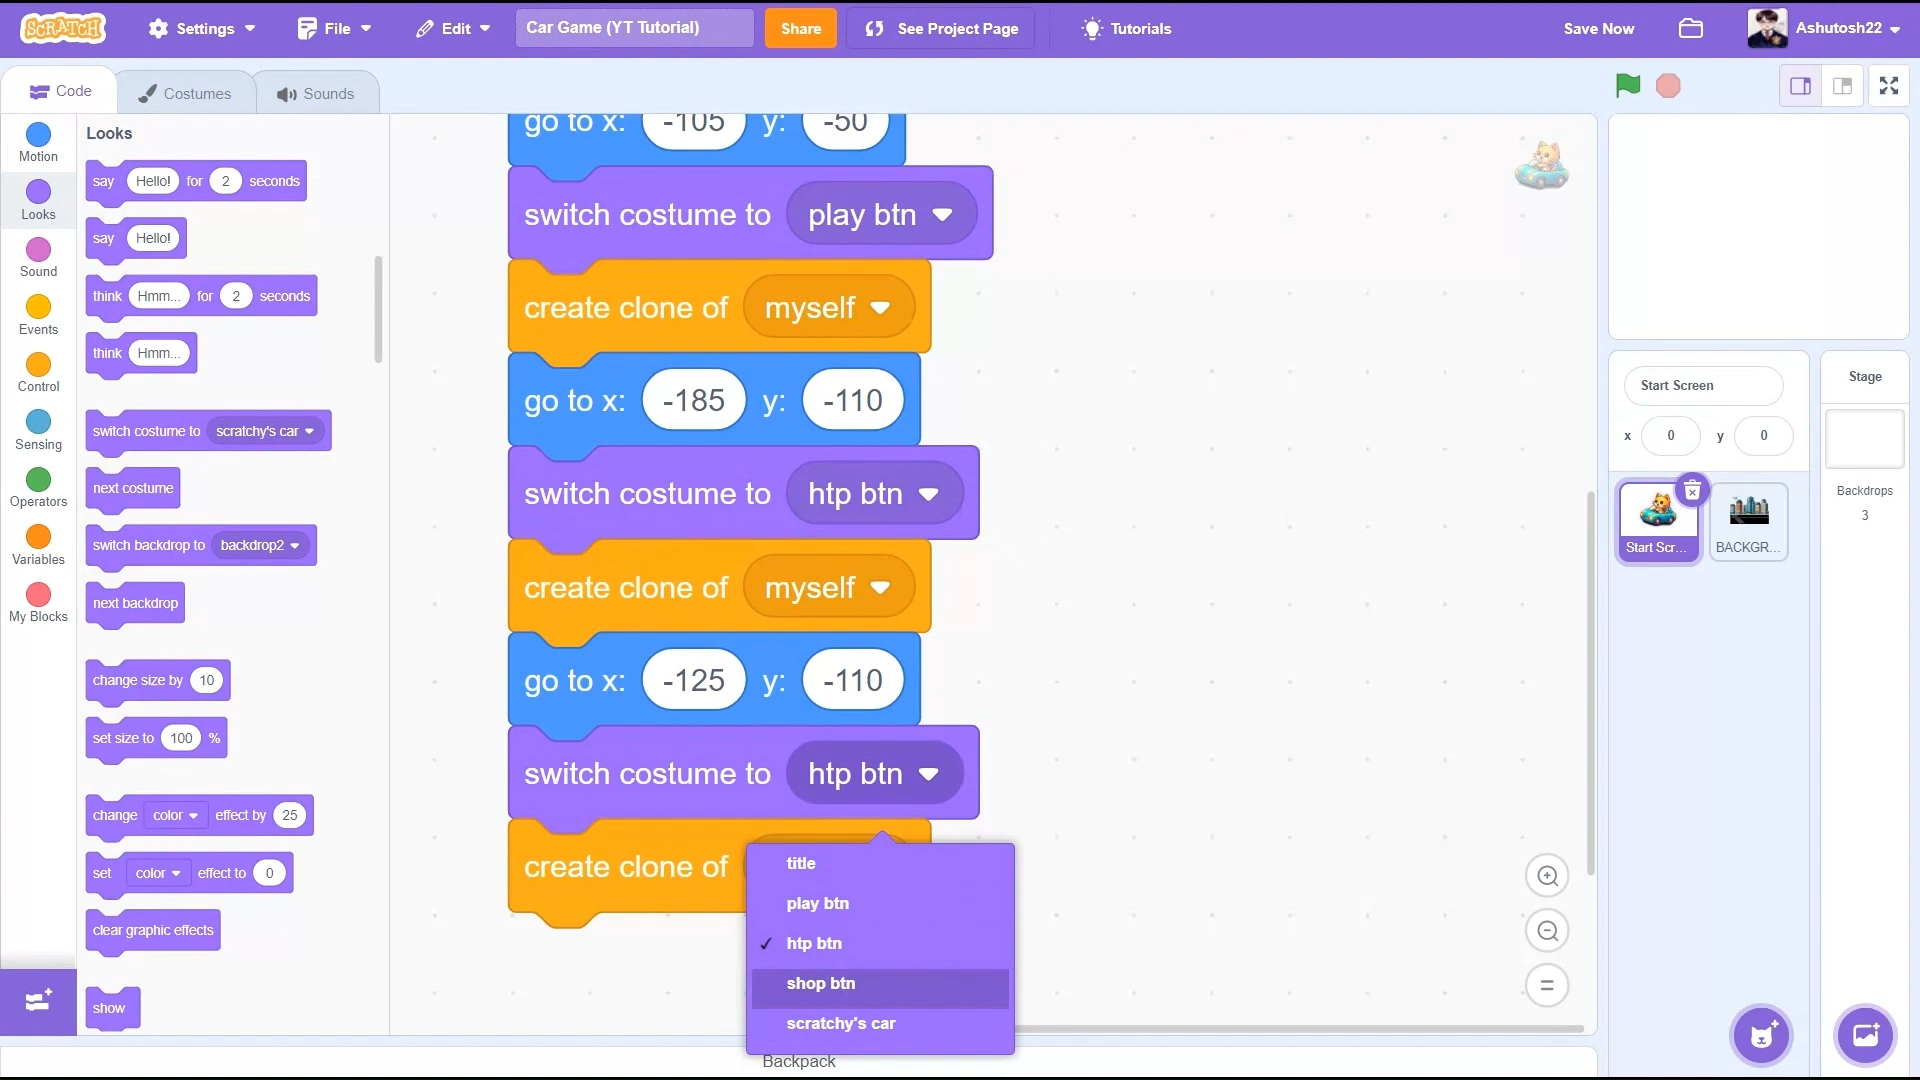 SCRATCH Settings File Edit Car Game (YT Tutorial) Share See Project Page Tutorials Save Now Ashutosh22
Code Costumes Sounds
Motion
Looks
Sound
Events
Control
Sensing
Operators
Variables
My Blocks
Looks
say Hello! for 2 seconds
say Hello!
think Hmm... for 2 seconds
think Hmm...
switch costume to scratchy's car
next costume
switch backdrop to backdrop2
next backdrop
change size by 10
set size to 100 %
change color effect by 25
set color effect to 0
clear graphic effects
show
go to x: -105 y: -50
switch costume to play btn
create clone of myself
go to x: -185 y: -110
switch costume to htp btn
create clone of myself
go to x: -125 y: -110
switch costume to htp btn
create clone of
title
play btn
✓ htp btn
shop btn
scratchy's car
Backpack
Start Screen
x 0 y 0
Start Scr...
BACKGR...
Stage
Backdrops
3